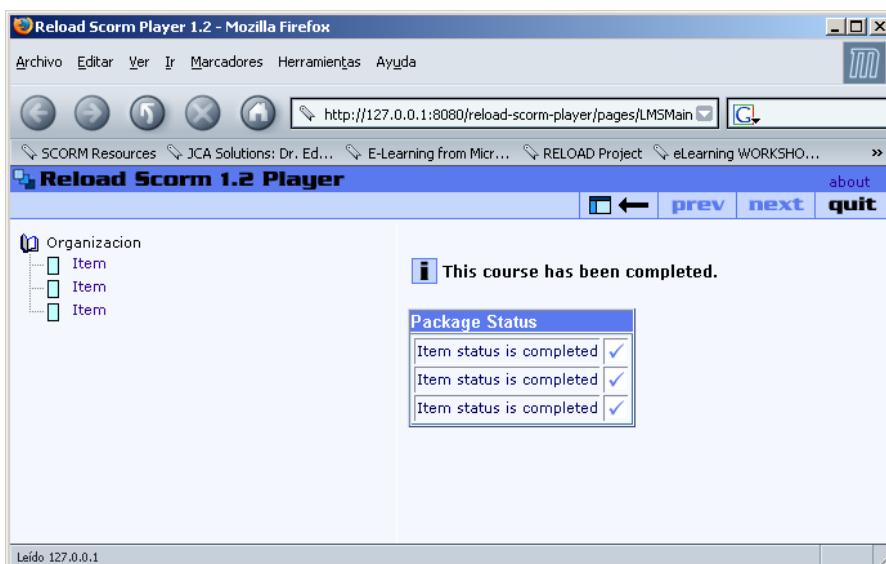 Reload Scorm Player 1.2 - Mozilla Firefox
Archivo Editar Ver Ir Marcadores Herramientas Ayuda
http://127.0.0.1:8080/reload-scorm-player/pages/LMSMain
SCORM Resources JCA Solutions: Dr. Ed... E-Learning from Micr... RELOAD Project eLearning WORKSHO... »
Reload Scorm 1.2 Player
about
prev next quit
Organizacion
Item
Item
Item
This course has been completed.
Package Status
Item status is completed
Item status is completed
Item status is completed
Leído 127.0.0.1